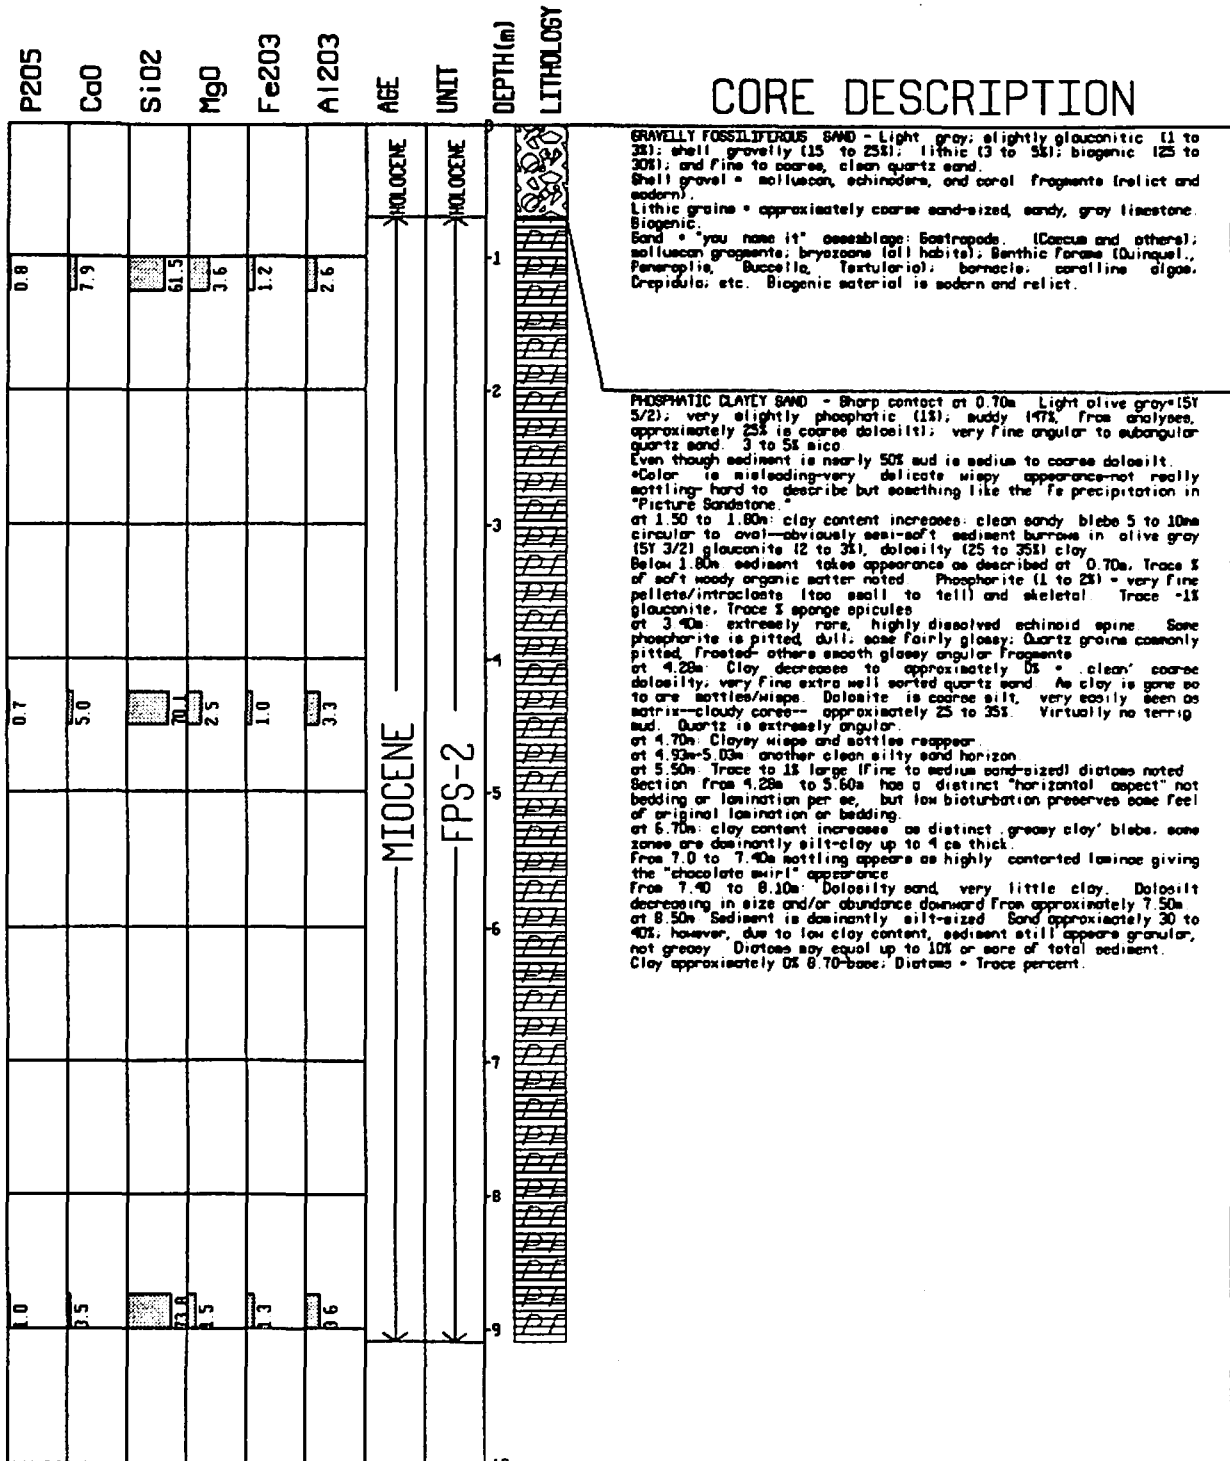 P2O5 CaO SiO2 MgO Fe2O3 Al2O3 AGE UNIT DEPTH(m) LITHOLOGY
CORE DESCRIPTION
0
HOLOCENE HOLOCENE
GRAVELLY FOSSILIFEROUS SAND - Light gray; slightly glauconitic (1 to
3%); shell gravelly (15 to 25%); lithic (3 to 5%); biogenic (25 to
30%); and fine to coarse, clean quartz sand.
Shell gravel = molluscan, echinoderm, and coral fragments (relict and
modern).
Lithic grains = approximately coarse sand-sized, sandy, gray limestone.
Biogenic.
Sand = "you name it" assemblage: Gastropods. (Caecum and others);
molluscan gragments; bryozoans (all habits); Benthic forams (Quinquel.,
Peneroplis, Buccella, Textularia); barnacle; coralline algae,
Crepidula; etc. Biogenic material is modern and relict.
0.8 7.9 61.5 3.6 1.2 2.6
-1
-2
PHOSPHATIC CLAYEY SAND - Sharp contact at 0.70m Light olive gray*(5Y
5/2); very slightly phosphatic (1%); muddy (47%, from analyses,
approximately 25% is coarse dolosilt); very fine angular to subangular
quartz sand. 3 to 5% mica
Even though sediment is nearly 50% mud is medium to coarse dolosilt.
*Color is misleading-very delicate wispy appearance-not really
mottling- hard to describe but something like the Fe precipitation in
"Picture Sandstone."
at 1.50 to 1.80m: clay content increases: clean sandy blebs 5 to 10mm
circular to oval--obviously semi-soft sediment burrows in olive gray
(5Y 3/2) glauconite (2 to 3%), dolosilty (25 to 35%) clay
Below 1.80m sediment takes appearance as described at 0.70m. Trace %
of soft woody organic matter noted Phosphorite (1 to 2%) - very fine
pellets/intraclasts (too small to tell) and skeletal. Trace -1%
glauconite. Trace % sponge spicules
at 3.40m: extremely rare, highly dissolved echinoid spine Some
phosphorite is pitted, dull; some fairly glossy; Quartz grains commonly
pitted, frosted- others smooth glassy angular fragments
at 4.28m: Clay decreases to approximately 0% = .clean' coarse
dolosilty; very fine extra well sorted quartz sand As clay is gone so
to are mottles/wisps. Dolomite is coarse silt, very easily seen as
matrix--cloudy cores-- approximately 25 to 35%. Virtually no terrig
mud. Quartz is extremely angular.
at 4.70m: Clayey wisps and mottles reappear.
at 4.93m-5.03m: another clean silty sand horizon
at 5.50m: Trace to 1% large (fine to medium sand-sized) diatoms noted
Section from 4.28m to 5.60m has a distinct "horizontal aspect" not
bedding or lamination per se, but low bioturbation preserves some feel
of original lamination or bedding.
at 6.70m: clay content increases as distinct .greasy clay' blebs, some
zones are dominantly silt-clay up to 4 cm thick.
From 7.0 to 7.40m mottling appears as highly contorted laminae giving
the "chocolate swirl" appearance
From 7.40 to 8.10m: Dolosilty sand, very little clay. Dolosilt
decreasing in size and/or abundance downward from approximately 7.50m.
at 8.50m Sediment is dominantly silt-sized Sand approximately 30 to
40%; however, due to low clay content, sediment still appears granular,
not greasy Diatoms may equal up to 10% or more of total sediment.
Clay approximately 0% 8.70-base; Diatoms = Trace percent.
-3
-4
0.7 5.0 70.1 2.5 1.0 3.3
MIOCENE FPS-2
-5
-6
-7
-8
1.0 3.5 73.8 1.5 1.3 3.6
-9